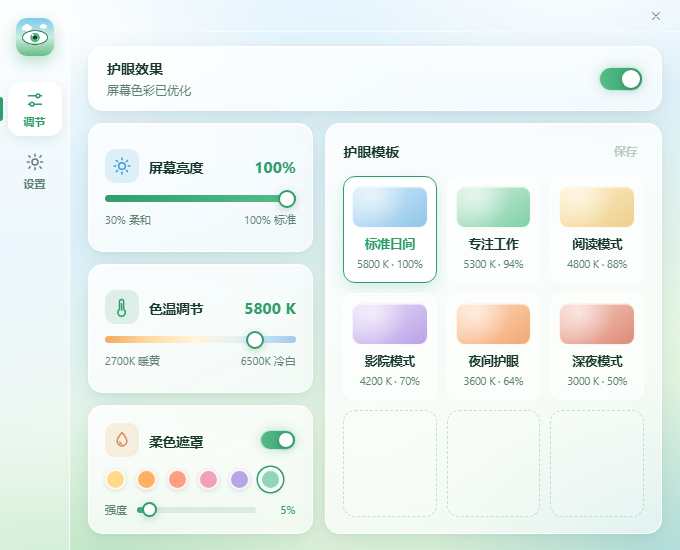 护眼效果
屏幕色彩已优化
调节
设置
屏幕亮度 100%
30% 柔和 100% 标准
色温调节 5800 K
2700K 暖黄 6500K 冷白
柔色遮罩
强度 5%
护眼模板 保存
标准日间 专注工作 阅读模式
5800 K · 100% 5300 K · 94% 4800 K · 88%
影院模式 夜间护眼 深夜模式
4200 K · 70% 3600 K · 64% 3000 K · 50%